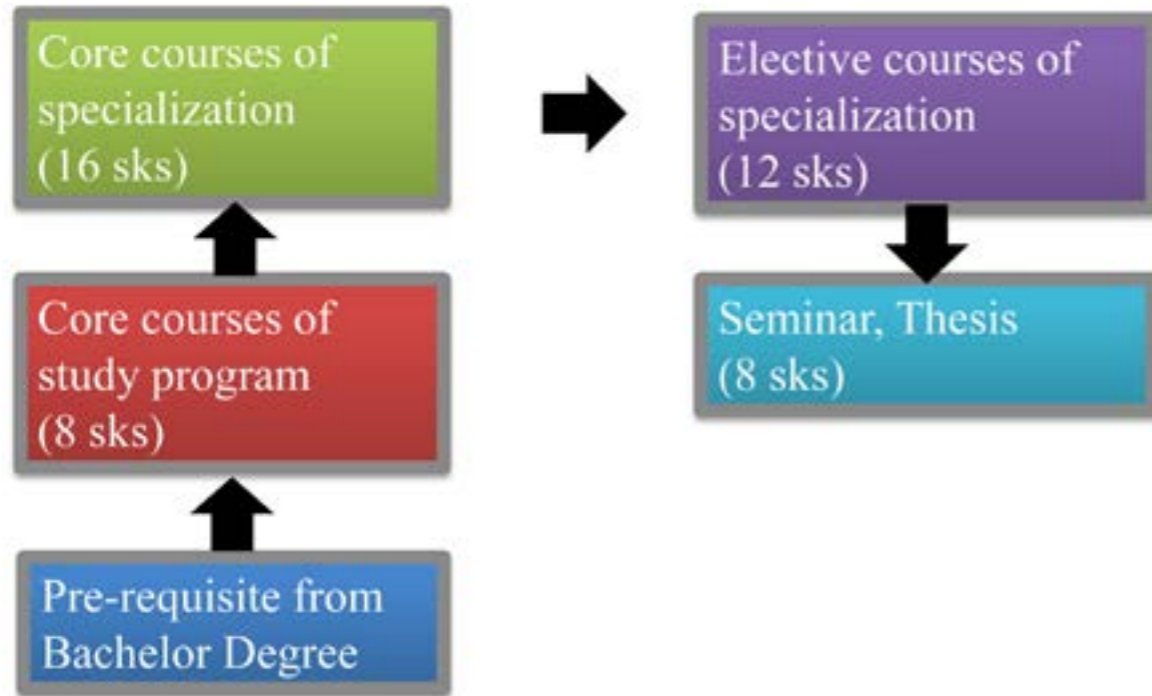 Core courses of
specialization
(16 sks)
Elective courses of
specialization
(12 sks)
Core courses of
study program
(8 sks)
Seminar, Thesis
(8 sks)
Pre-requisite from
Bachelor Degree